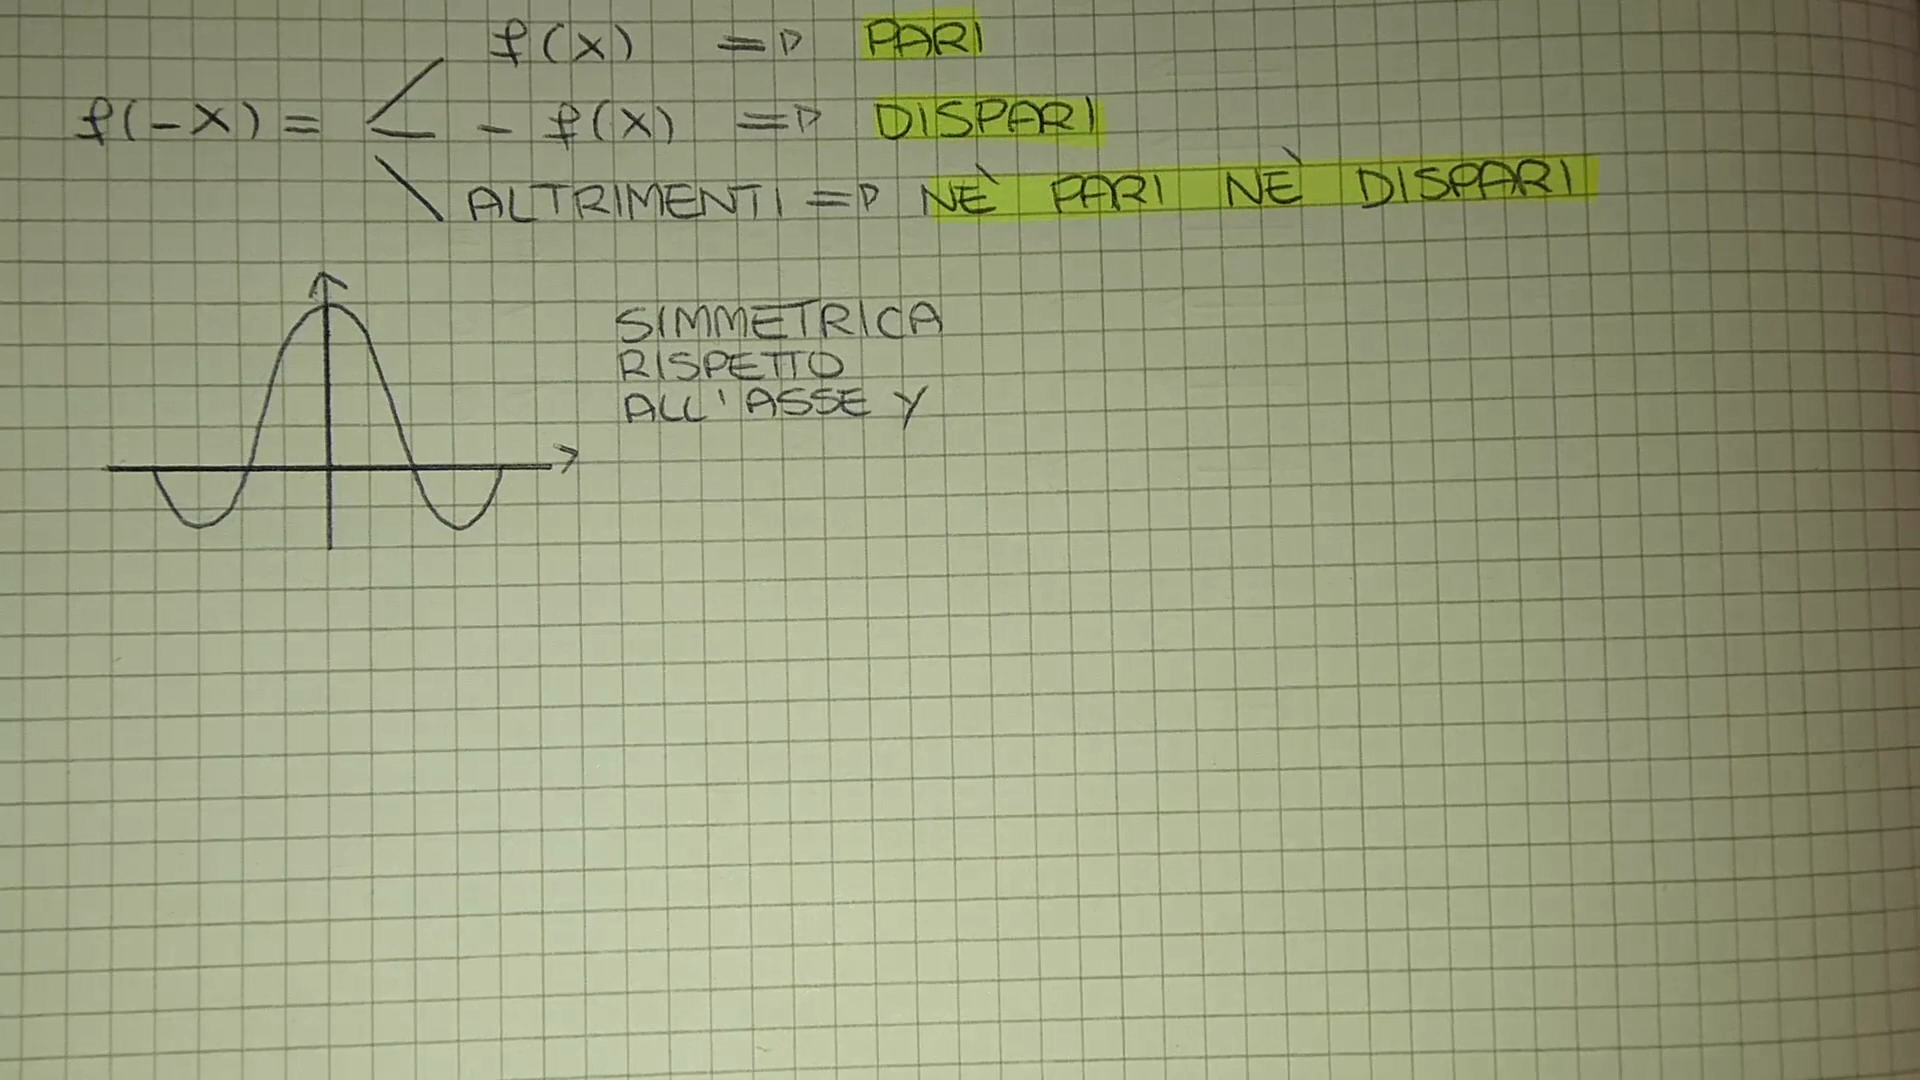 f(x) => PARI
f(-x) = - f(x) => DISPARI
ALTRIMENTI => NÈ PARI NÈ DISPARI
SIMMETRICA
RISPETTO
ALL'ASSE Y